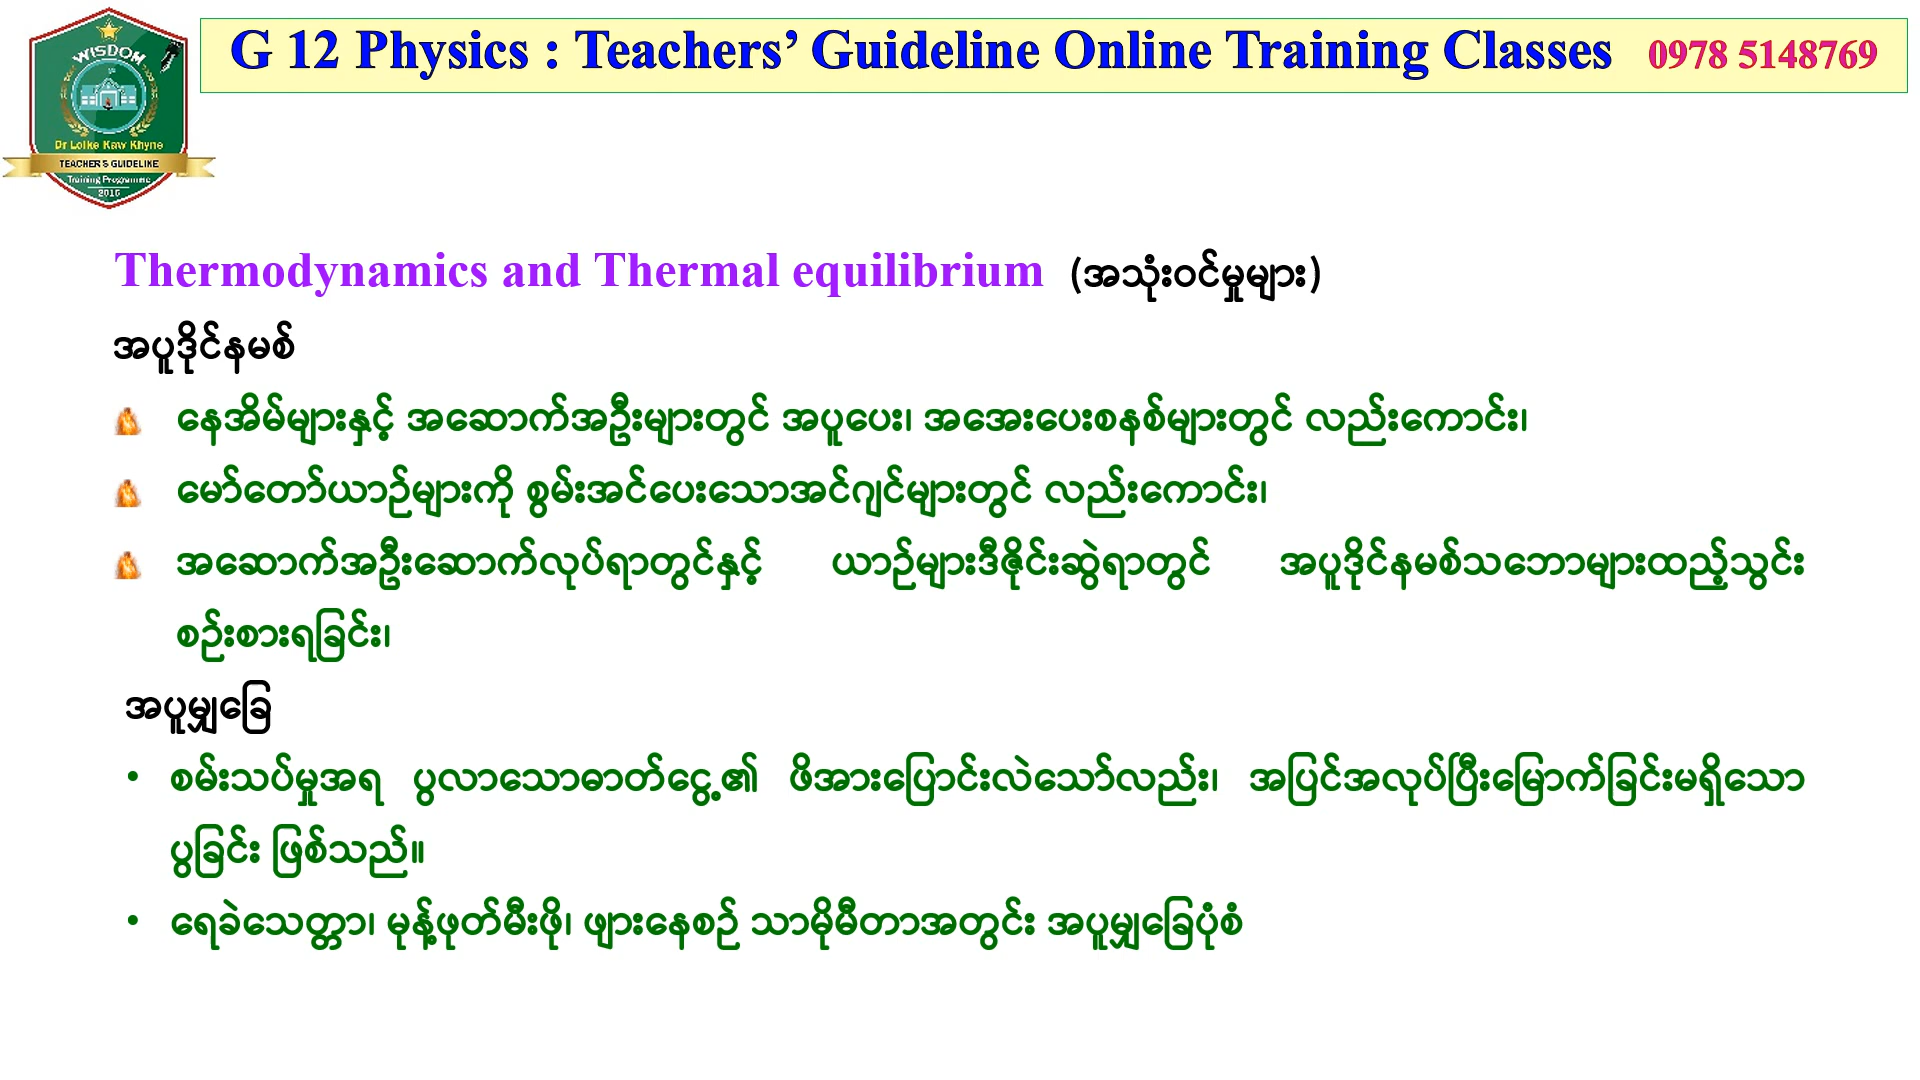 WISDOM
Dr Loike Kaw Khyne
TEACHER'S GUIDELINE
Training Programme
2016
G 12 Physics : Teachers’ Guideline Online Training Classes 0978 5148769
Thermodynamics and Thermal equilibrium (အသုံးဝင်မှုများ)
အပူဒိုင်နမစ်
နေအိမ်များနှင့် အဆောက်အဦးများတွင် အပူပေး၊ အအေးပေးစနစ်များတွင် လည်းကောင်း၊
မော်တော်ယာဉ်များကို စွမ်းအင်ပေးသောအင်ဂျင်များတွင် လည်းကောင်း၊
အဆောက်အဦးဆောက်လုပ်ရာတွင်နှင့် ယာဉ်များဒီဇိုင်းဆွဲရာတွင် အပူဒိုင်နမစ်သဘောများထည့်သွင်း
စဉ်းစားရခြင်း၊
အပူမျှခြေ
• စမ်းသပ်မှုအရ ပွလာသောဓာတ်ငွေ့၏ ဖိအားပြောင်းလဲသော်လည်း၊ အပြင်အလုပ်ပြီးမြောက်ခြင်းမရှိသော
ပွခြင်း ဖြစ်သည်။
• ရေခဲသေတ္တာ၊ မုန့်ဖုတ်မီးဖို၊ ဖျားနေစဉ် သာမိုမီတာအတွင်း အပူမျှခြေပုံစံ